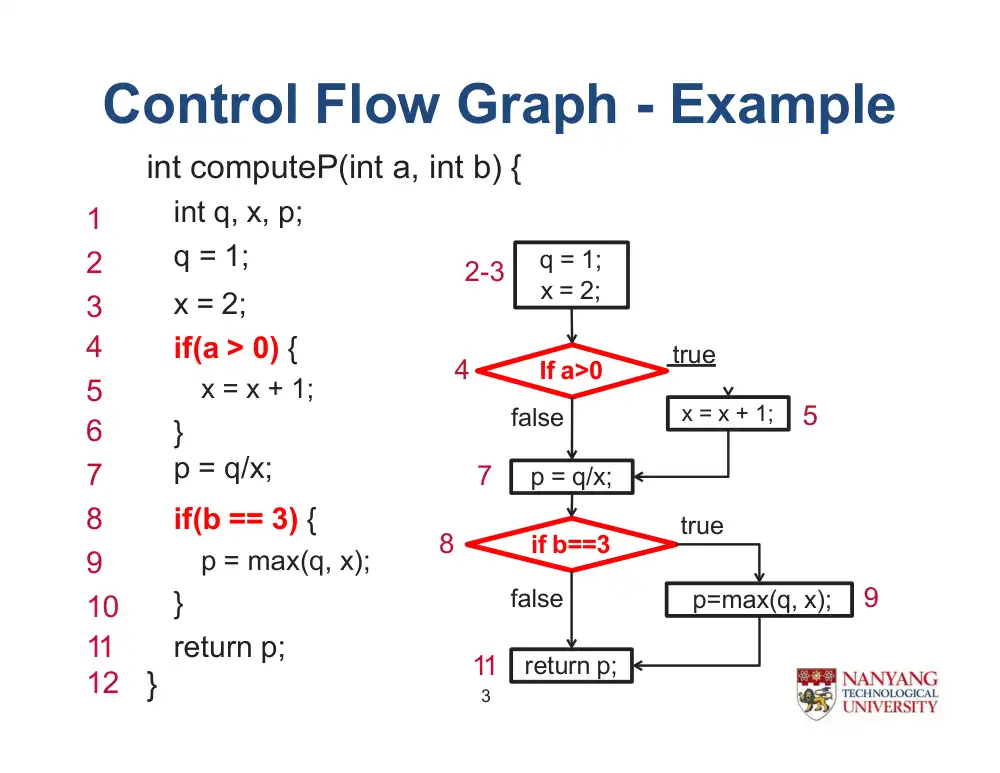 Control Flow Graph - Example
int computeP(int a, int b) {
1 int q, x, p;
2 q = 1;
3 x = 2;
4 if(a > 0) {
5 x = x + 1;
6 }
7 p = q/x;
8 if(b == 3) {
9 p = max(q, x);
10 }
11 return p;
12 }
2-3
q = 1;
x = 2;
4
If a>0
true
false
x = x + 1;
5
7
p = q/x;
8
if b==3
true
false
p=max(q, x);
9
11
return p;
3
NANYANG
TECHNOLOGICAL
UNIVERSITY